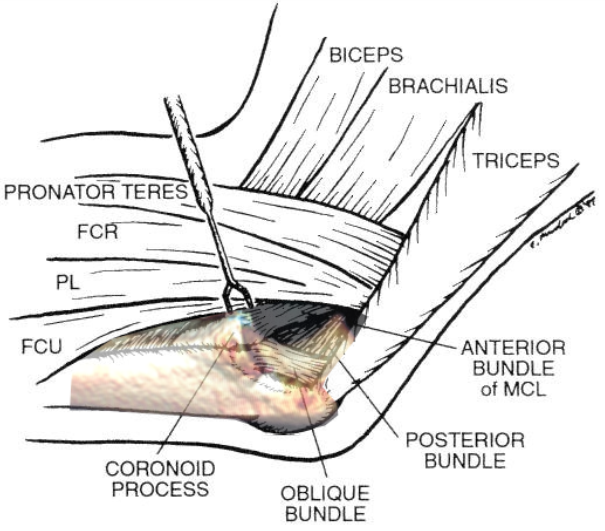 BICEPS
BRACHIALIS
TRICEPS
PRONATOR TERES
FCR
PL
FCU
ANTERIOR
BUNDLE
of MCL
POSTERIOR
BUNDLE
CORONOID
PROCESS
OBLIQUE
BUNDLE